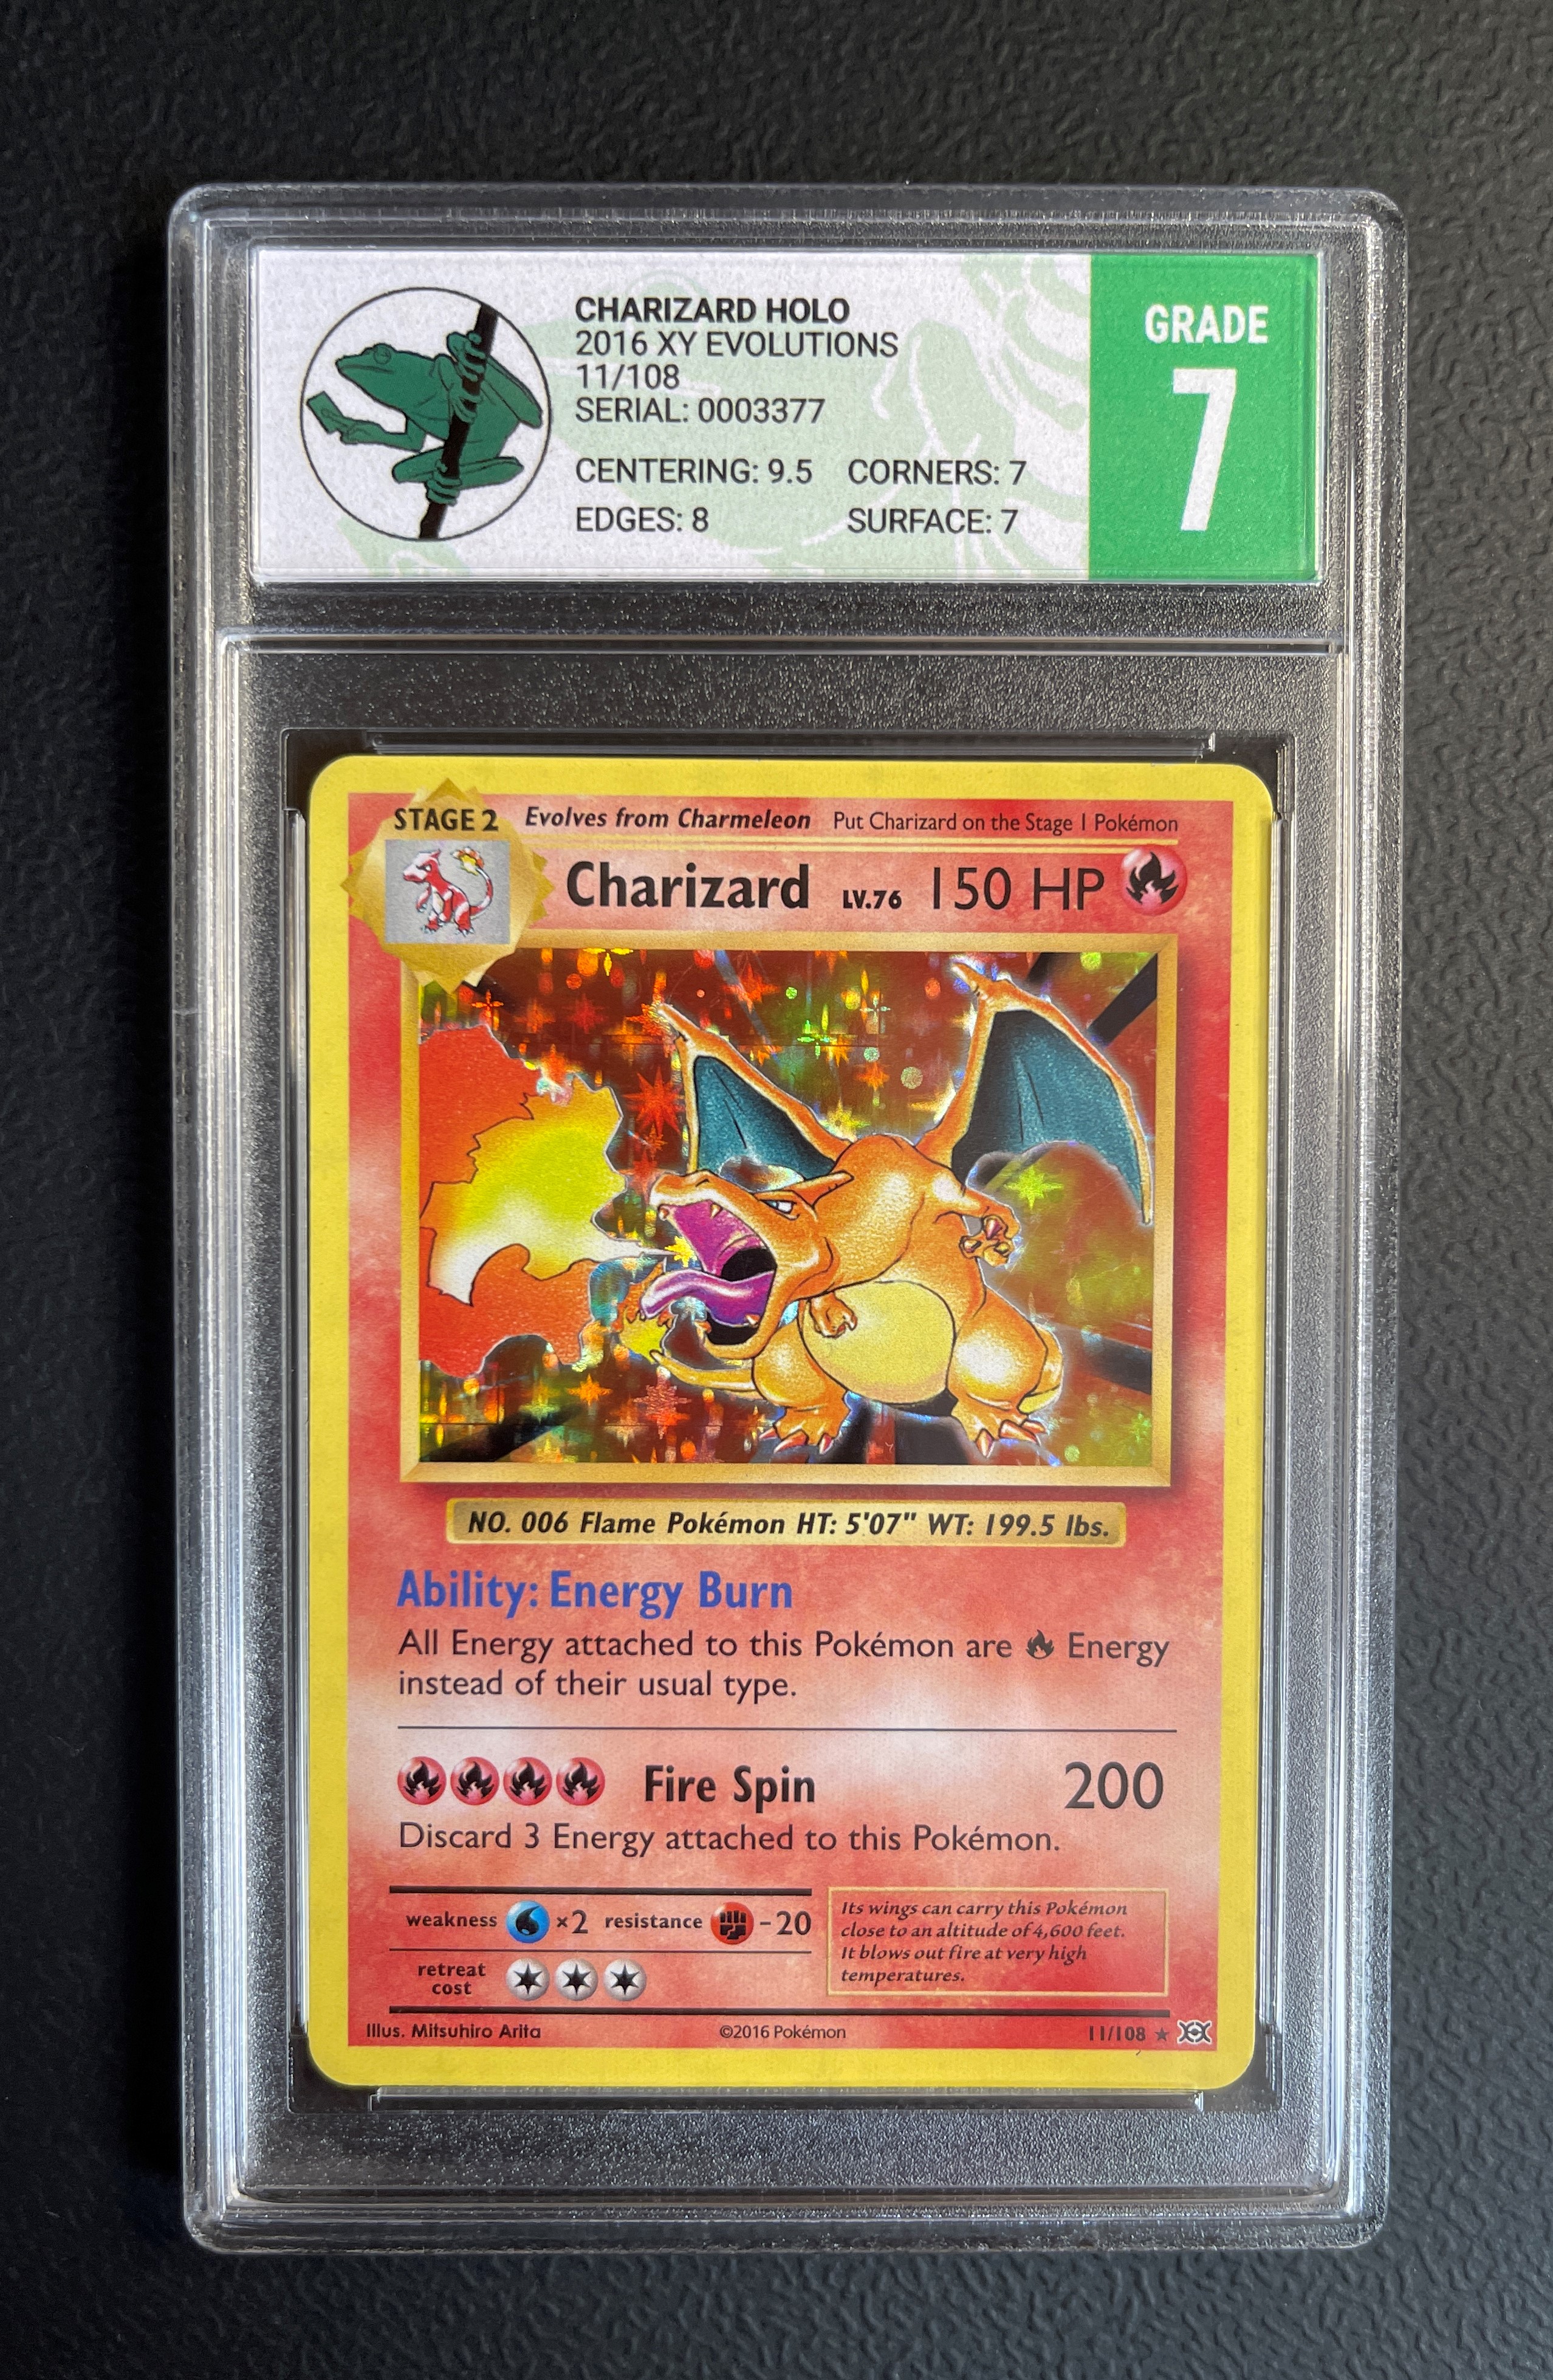 CHARIZARD HOLO
2016 XY EVOLUTIONS
11/108
SERIAL: 0003377
CENTERING: 9.5 CORNERS: 7
EDGES: 8 SURFACE: 7
GRADE
7
STAGE 2 Evolves from Charmeleon Put Charizard on the Stage 1 Pokémon
Charizard LV.76 150 HP
NO. 006 Flame Pokémon HT: 5'07" WT: 199.5 lbs.
Ability: Energy Burn
All Energy attached to this Pokémon are Energy
instead of their usual type.
Fire Spin 200
Discard 3 Energy attached to this Pokémon.
weakness ×2 resistance -20
retreat
cost
Its wings can carry this Pokémon
close to an altitude of 4,600 feet.
It blows out fire at very high
temperatures.
Illus. Mitsuhiro Arita ©2016 Pokémon 11/108 ★